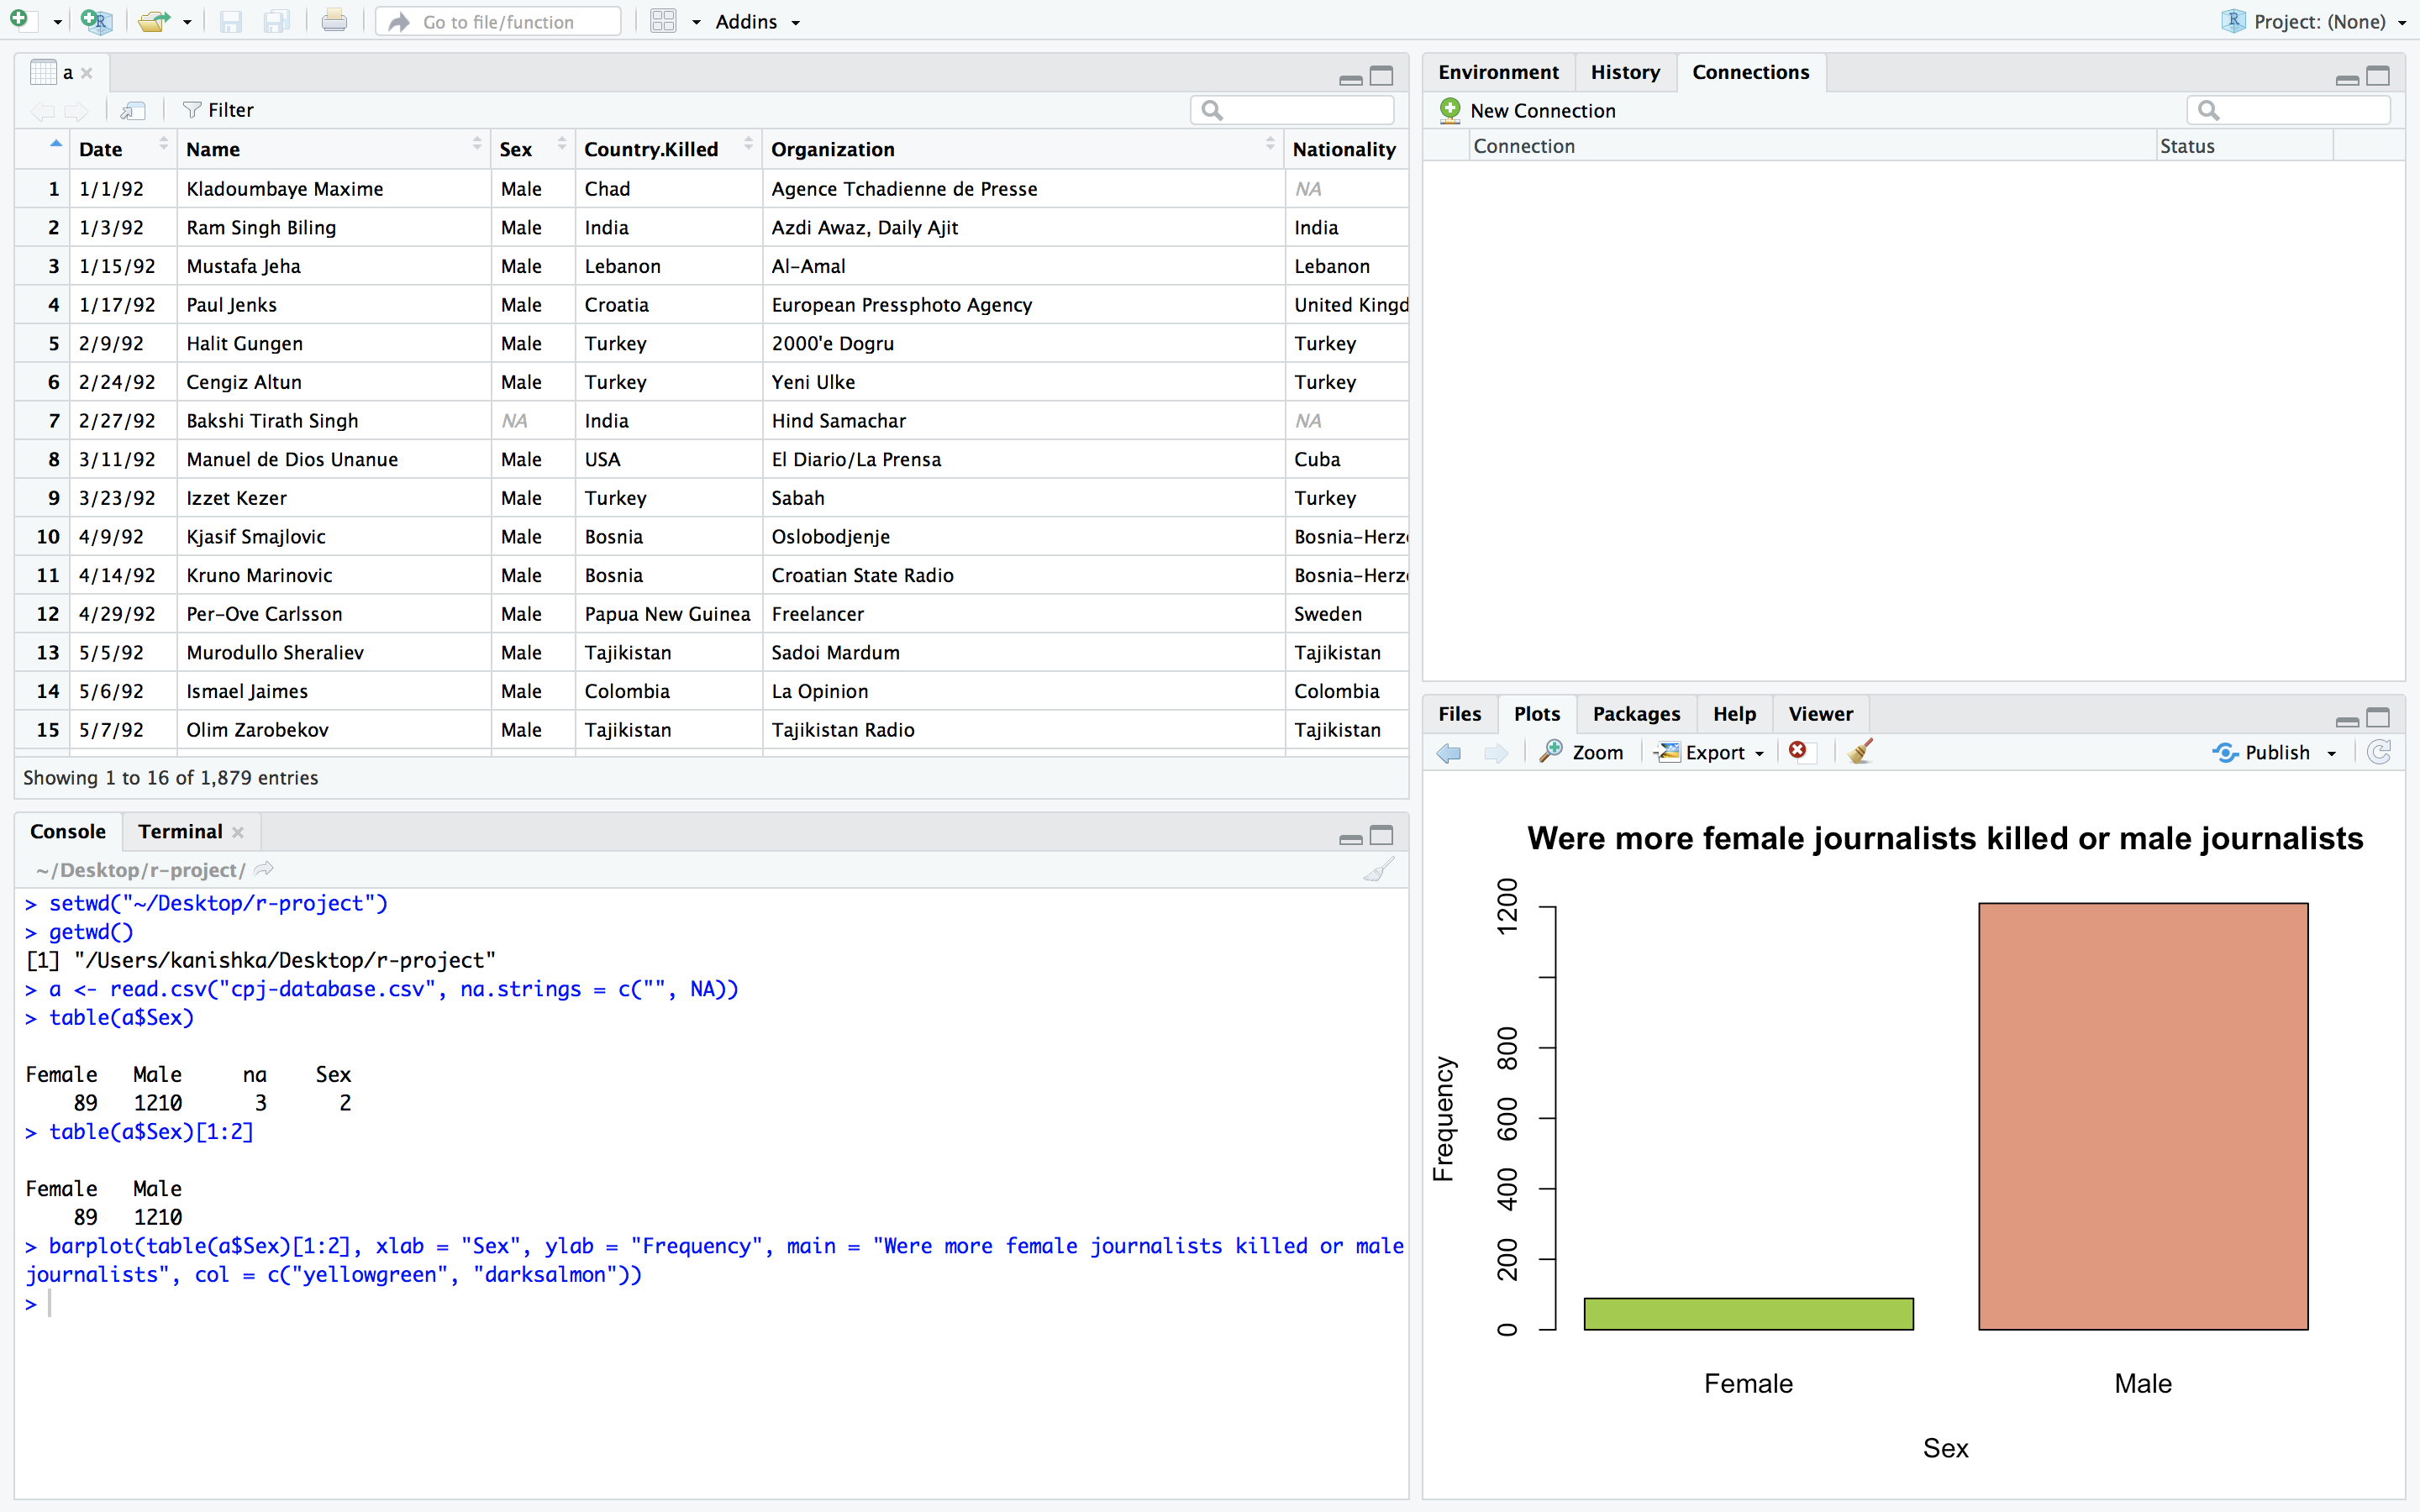 Go to file/function Addins Project: (None)
a
Filter
Date Name Sex Country.Killed Organization Nationality
1 1/1/92 Kladoumbaye Maxime Male Chad Agence Tchadienne de Presse NA
2 1/3/92 Ram Singh Biling Male India Azdi Awaz, Daily Ajit India
3 1/15/92 Mustafa Jeha Male Lebanon Al-Amal Lebanon
4 1/17/92 Paul Jenks Male Croatia European Pressphoto Agency United Kingd
5 2/9/92 Halit Gungen Male Turkey 2000'e Dogru Turkey
6 2/24/92 Cengiz Altun Male Turkey Yeni Ulke Turkey
7 2/27/92 Bakshi Tirath Singh NA India Hind Samachar NA
8 3/11/92 Manuel de Dios Unanue Male USA El Diario/La Prensa Cuba
9 3/23/92 Izzet Kezer Male Turkey Sabah Turkey
10 4/9/92 Kjasif Smajlovic Male Bosnia Oslobodjenje Bosnia-Herz
11 4/14/92 Kruno Marinovic Male Bosnia Croatian State Radio Bosnia-Herz
12 4/29/92 Per-Ove Carlsson Male Papua New Guinea Freelancer Sweden
13 5/5/92 Murodullo Sheraliev Male Tajikistan Sadoi Mardum Tajikistan
14 5/6/92 Ismael Jaimes Male Colombia La Opinion Colombia
15 5/7/92 Olim Zarobekov Male Tajikistan Tajikistan Radio Tajikistan
Showing 1 to 16 of 1,879 entries
Console Terminal
~/Desktop/r-project/
> setwd("~/Desktop/r-project")
> getwd()
[1] "/Users/kanishka/Desktop/r-project"
> a <- read.csv("cpj-database.csv", na.strings = c("", NA))
> table(a$Sex)
Female Male na Sex
89 1210 3 2
> table(a$Sex)[1:2]
Female Male
89 1210
> barplot(table(a$Sex)[1:2], xlab = "Sex", ylab = "Frequency", main = "Were more female journalists killed or male
journalists", col = c("yellowgreen", "darksalmon"))
>
Environment History Connections
New Connection
Connection Status
Files Plots Packages Help Viewer
Zoom Export Publish
Were more female journalists killed or male journalists
Frequency
1200
800
600
400
200
0
Female Male
Sex